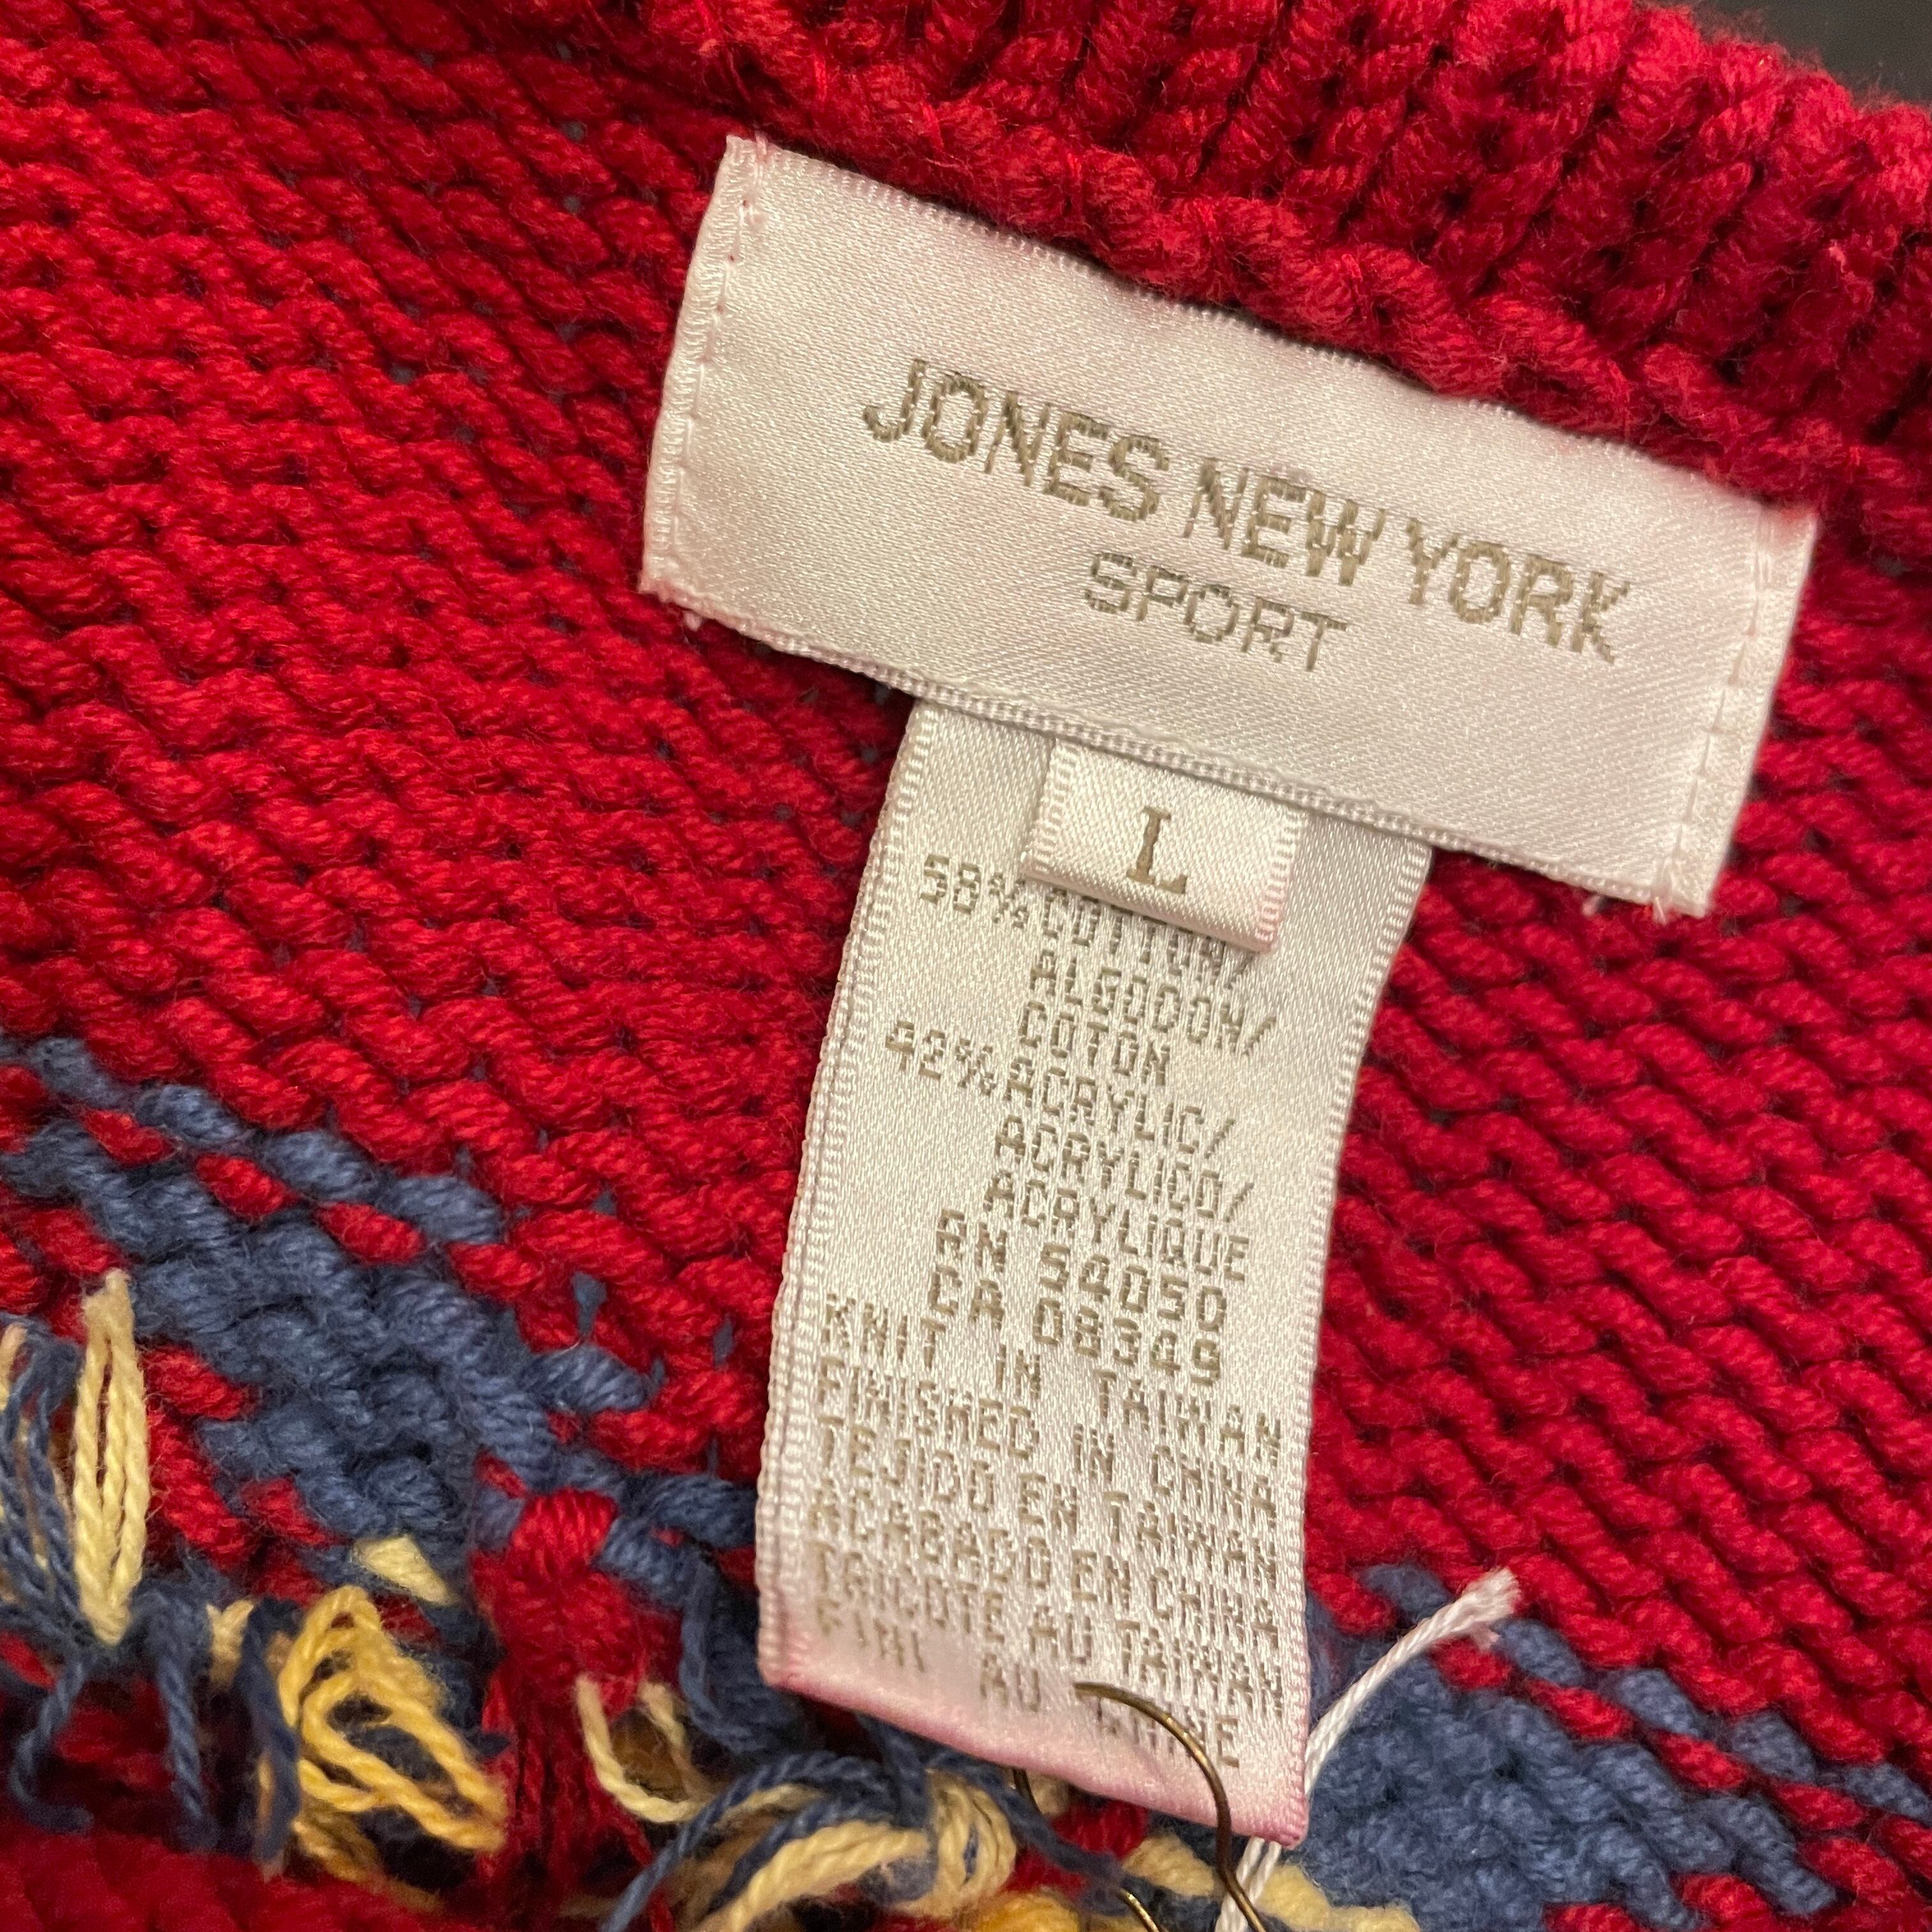 JONES NEW YORK
SPORT
L
58% COTTON/
ALGODON/
COTON
42% ACRYLIC/
ACRYLICO/
ACRYLIQUE
RN 54050
CA 08349
KNIT IN TAIWAN
FINISHED IN CHINA
TEJIDO EN TAIWAN
ACABADO EN CHINA
TRICOTE AU TAIWAN
FINI AU CHINE